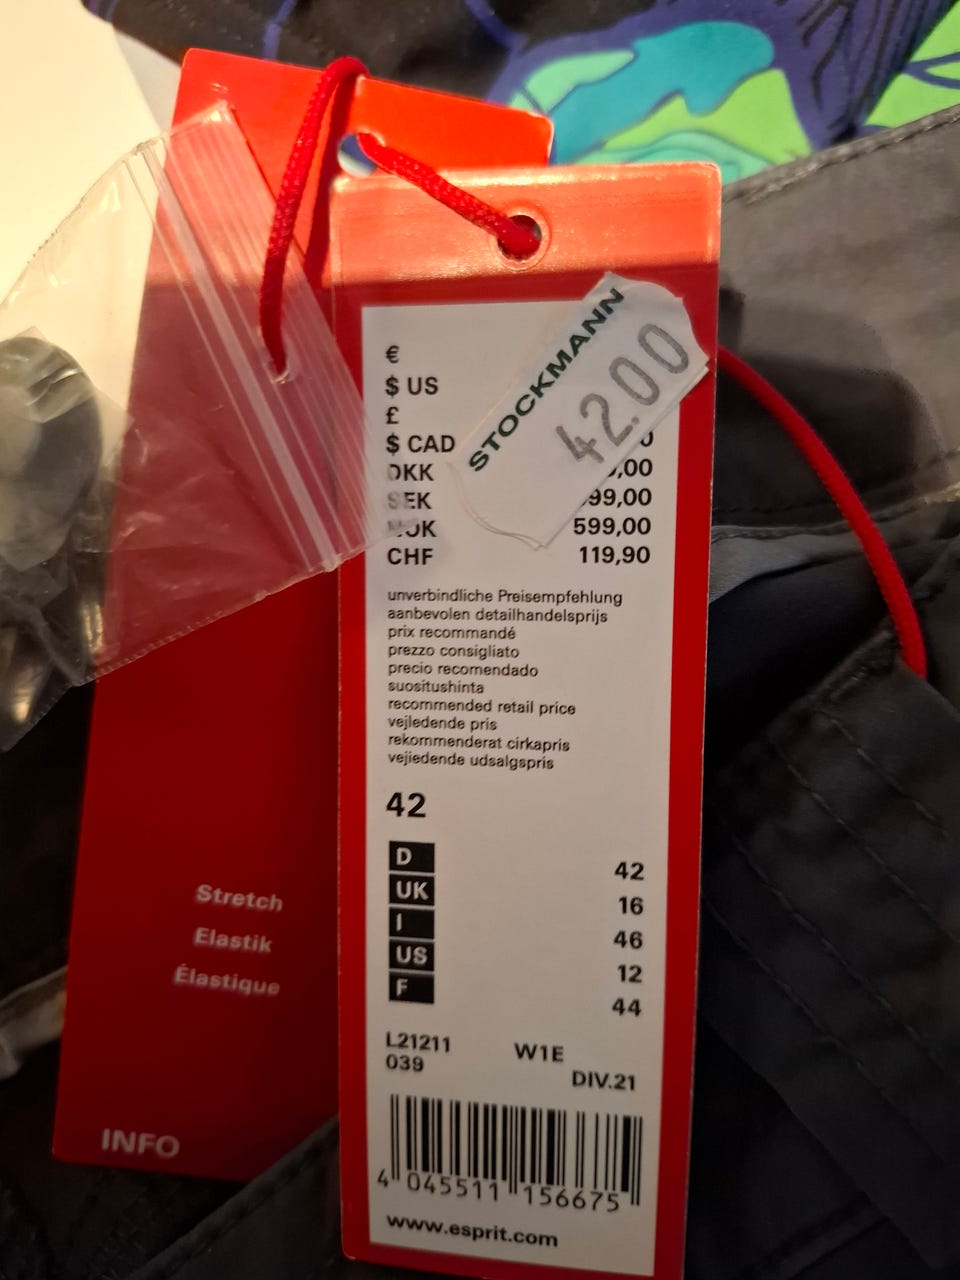 STOCKMANN
42.00
€
$ US
£
$ CAD 0
DKK ,00
SEK 99,00
NOK 599,00
CHF 119,90
unverbindliche Preisempfehlung
aanbevolen detailhandelsprijs
prix recommandé
prezzo consigliato
precio recomendado
suositushinta
recommended retail price
vejledende pris
rekommenderat cirkapris
vejiedende udsalgspris
42
D 42
UK 16
I 46
US 12
F 44
L21211 W1E
039 DIV.21
4 045511 156675
www.esprit.com
Stretch
Elastik
Élastique
INFO